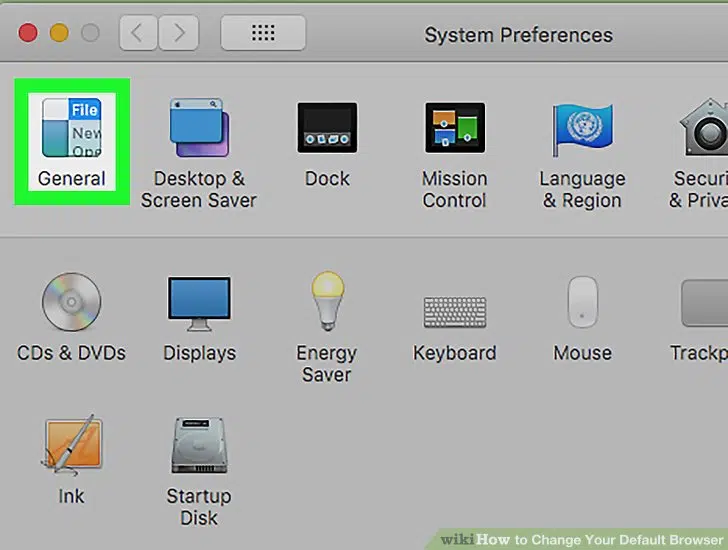 System Preferences
File
New
Ope
General
Desktop &
Screen Saver
Dock
Mission
Control
Language
& Region
Securi
& Priva
CDs & DVDs
Displays
Energy
Saver
Keyboard
Mouse
Trackp
Ink
Startup
Disk
wikiHow to Change Your Default Browser